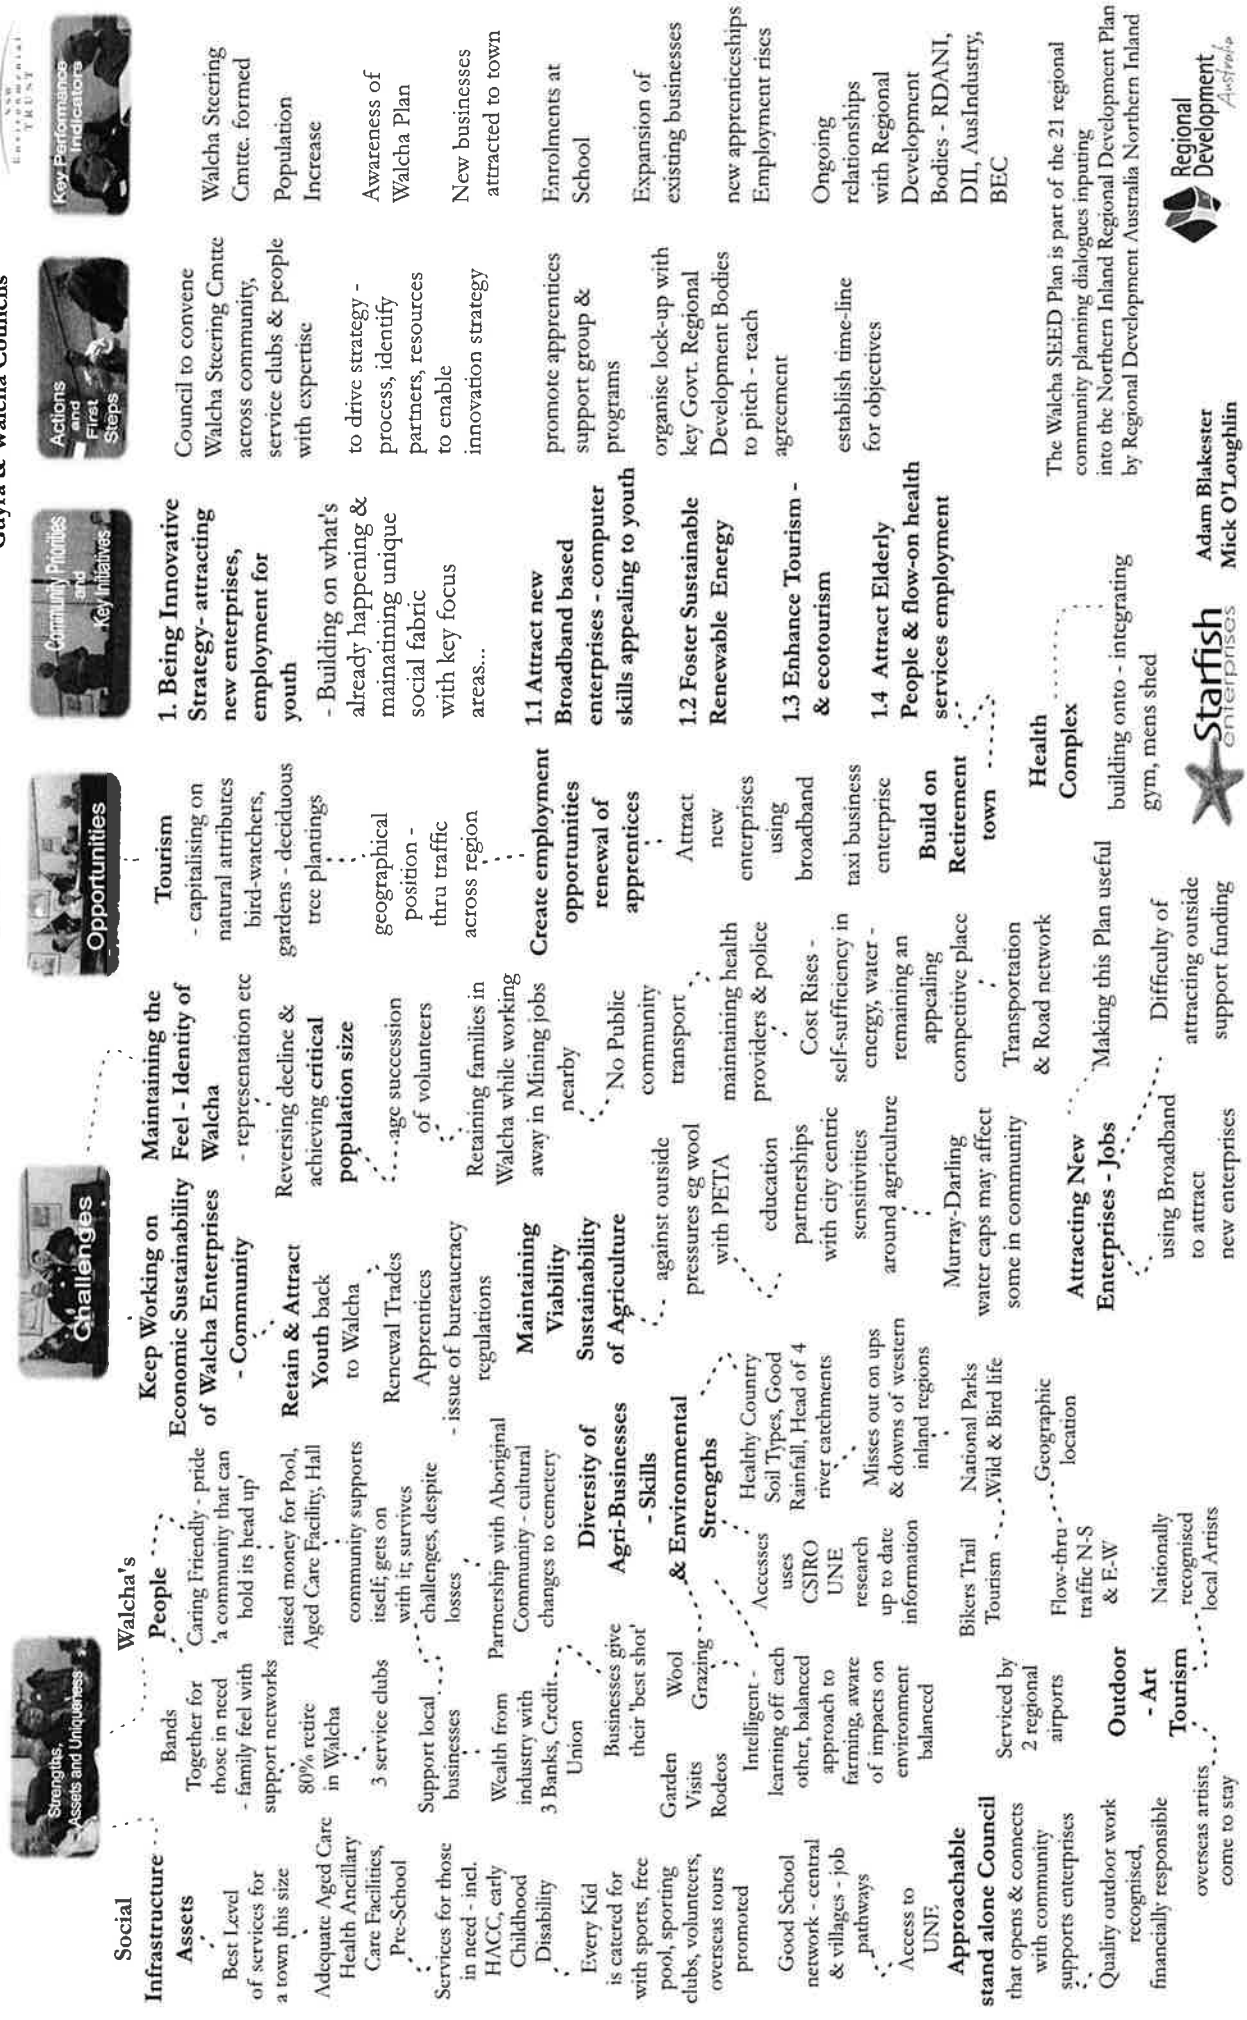 Guyra & Walcha Councils
NSW
Environmental
TRUST
Strengths,
Assets and Uniqueness
Social
Infrastructure
Assets
Best Level
of services for
a town this size
Adequate Aged Care
Health Ancillary
Care Facilities,
Pre-School
Services for those
in need - incl.
HACC, early
Childhood
Disability
Every Kid
is catered for
with sports, free
pool, sporting
clubs, volunteers,
overseas tours
promoted
Good School
network - central
& villages - job
pathways
Access to
UNE
Approachable
stand alone Council
that opens & connects
with community
supports enterprises
Quality outdoor work
recognised,
financially responsible
Walcha's
People
Bands
Together for
those in need
- family feel with
support networks
80% retire
in Walcha
3 service clubs
Support local
businesses
Wealth from
industry with
3 Banks, Credit
Union
Businesses give
their 'best shot'
Garden
Visits
Rodeos
Wool
Grazing
Intelligent -
learning off each
other, balanced
approach to
farming, aware
of impacts on
environment
balanced
Serviced by
2 regional
airports
Outdoor
- Art
Tourism
overseas artists
come to stay
Caring Friendly - pride
'a community that can
hold its head up'
raised money for Pool,
Aged Care Facility, Hall
community supports
itself; gets on
with it; survives
challenges, despite
losses
Partnership with Aboriginal
Community - cultural
changes to cemetery
Diversity of
Agri-Businesses
- Skills
& Environmental
Strengths
Accesses
uses
CSIRO
UNE
research
up to date
information
Healthy Country
Soil Types, Good
Rainfall, Head of 4
river catchments
Misses out on ups
& downs of western
inland regions
Bikers Trail
Tourism
National Parks
Wild & Bird life
Flow-thru
traffic N-S
& E-W
Geographic
location
Nationally
recognised
local Artists
Challenges
Keep Working on
Economic Sustainability
of Walcha Enterprises
- Community
Retain & Attract
Youth back
to Walcha
Renewal Trades
Apprentices
- issue of bureaucracy
regulations
Maintaining
Viability
Sustainability
of Agriculture
against outside
pressures eg wool
with PETA
education
partnerships
with city centric
sensitivities
around agriculture
Murray-Darling
water caps may affect
some in community
Attracting New
Enterprises - Jobs
using Broadband
to attract
new enterprises
Maintaining the
Feel - Identity of
Walcha
- representation etc
Reversing decline &
achieving critical
population size
age succession
of volunteers
Retaining families in
Walcha while working
away in Mining jobs
nearby
No Public
community
transport
maintaining health
providers & police
Cost Rises -
self-sufficiency in
energy, water -
remaining an
appealing
competitive place
Transportation
& Road network
Making this Plan useful
Difficulty of
attracting outside
support funding
Opportunities
Tourism
- capitalising on
natural attributes
bird-watchers,
gardens - deciduous
tree plantings
geographical
position -
thru traffic
across region
Create employment
opportunities
renewal of
apprentices
Attract
new
enterprises
using
broadband
taxi business
enterprise
Build on
Retirement
town
Health
Complex
building onto - integrating
gym, mens shed
Community Priorities
and
Key Initiatives
1. Being Innovative
Strategy- attracting
new enterprises,
employment for
youth
- Building on what's
already happening &
mainatining unique
social fabric
with key focus
areas...
1.1 Attract new
Broadband based
enterprises - computer
skills appealing to youth
1.2 Foster Sustainable
Renewable Energy
1.3 Enhance Tourism -
& ecotourism
1.4 Attract Elderly
People & flow-on health
services employment
Actions
and
First
Steps
Council to convene
Walcha Steering Cmtte
across community,
service clubs & people
with expertise
to drive strategy -
process, identify
partners, resources
to enable
innovation strategy
promote apprentices
support group &
programs
organise lock-up with
key Govt. Regional
Development Bodies
to pitch - reach
agreement
establish time-line
for objectives
Key Performance
Indicators
Walcha Steering
Cmtte. formed
Population
Increase
Awareness of
Walcha Plan
New businesses
attracted to town
Enrolments at
School
Expansion of
existing businesses
new apprenticeships
Employment rises
Ongoing
relationships
with Regional
Development
Bodies - RDANI,
DII, AusIndustry,
BEC
The Walcha SEED Plan is part of the 21 regional
community planning dialogues inputing
into the Northern Inland Regional Development Plan
by Regional Development Australia Northern Inland
Starfish
enterprises
Adam Blakester
Mick O'Loughlin
Regional
Development
Australia